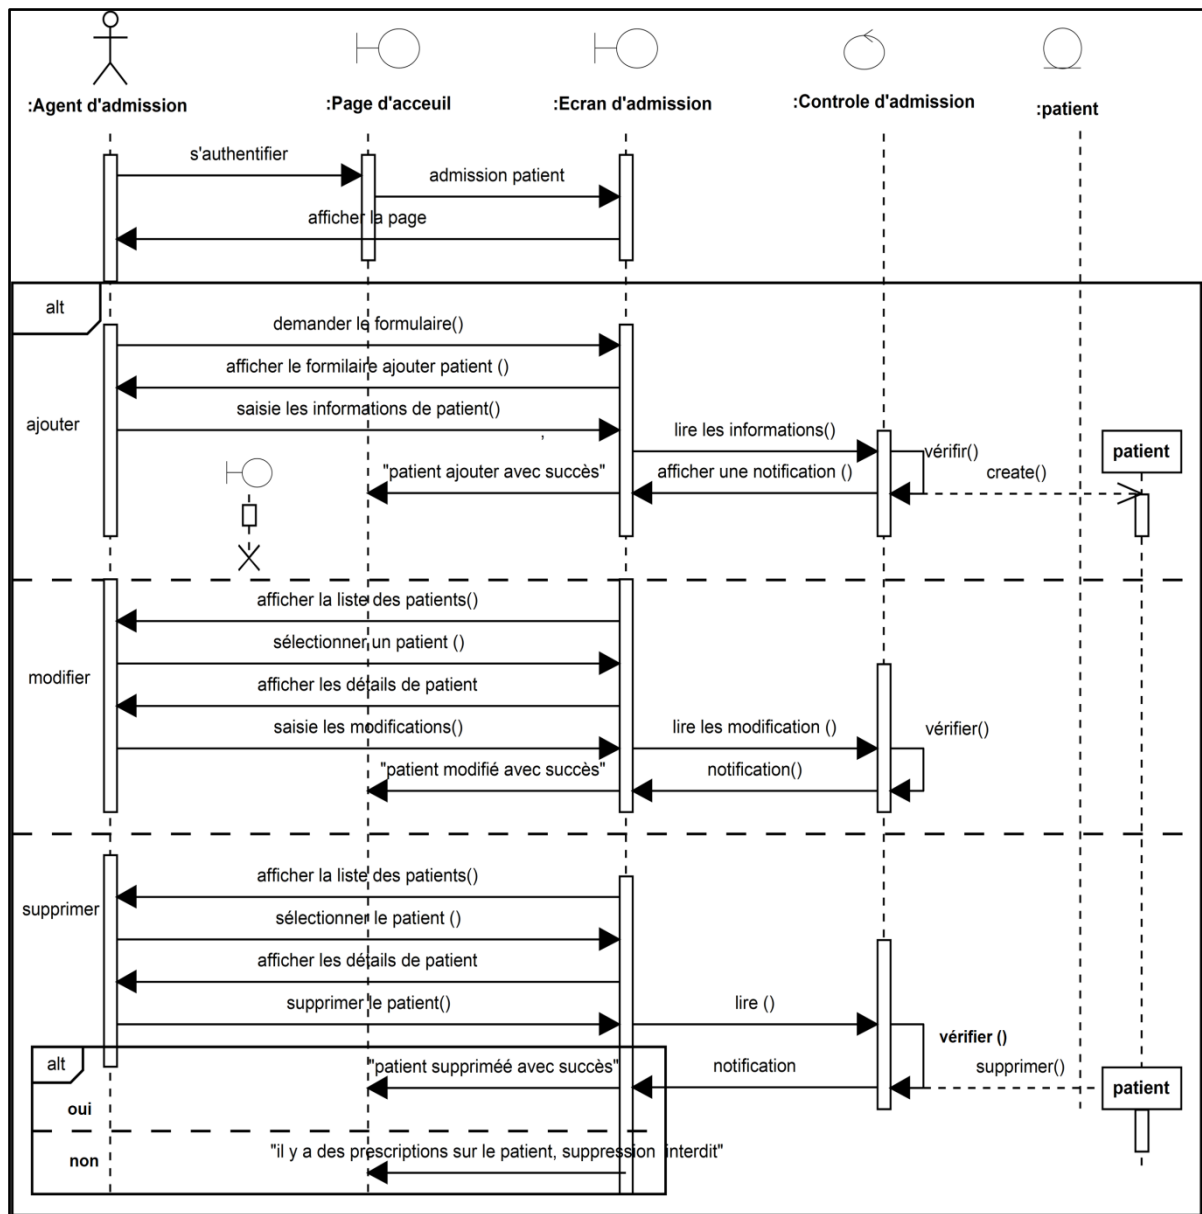 :Agent d'admission
:Page d'acceuil
:Ecran d'admission
:Controle d'admission
:patient
s'authentifier
admission patient
afficher la page
alt
demander le formulaire()
afficher le formilaire ajouter patient ()
ajouter
saisie les informations de patient()
,
lire les informations()
vérifir()
patient
"patient ajouter avec succès"
afficher une notification ()
create()
afficher la liste des patients()
sélectionner un patient ()
modifier
afficher les détails de patient
saisie les modifications()
lire les modification ()
vérifier()
"patient modifié avec succès"
notification()
afficher la liste des patients()
supprimer
sélectionner le patient ()
afficher les détails de patient
supprimer le patient()
lire ()
vérifier ()
alt
"patient suppriméé avec succès"
notification
supprimer()
patient
oui
non
"il y a des prescriptions sur le patient, suppression interdit"